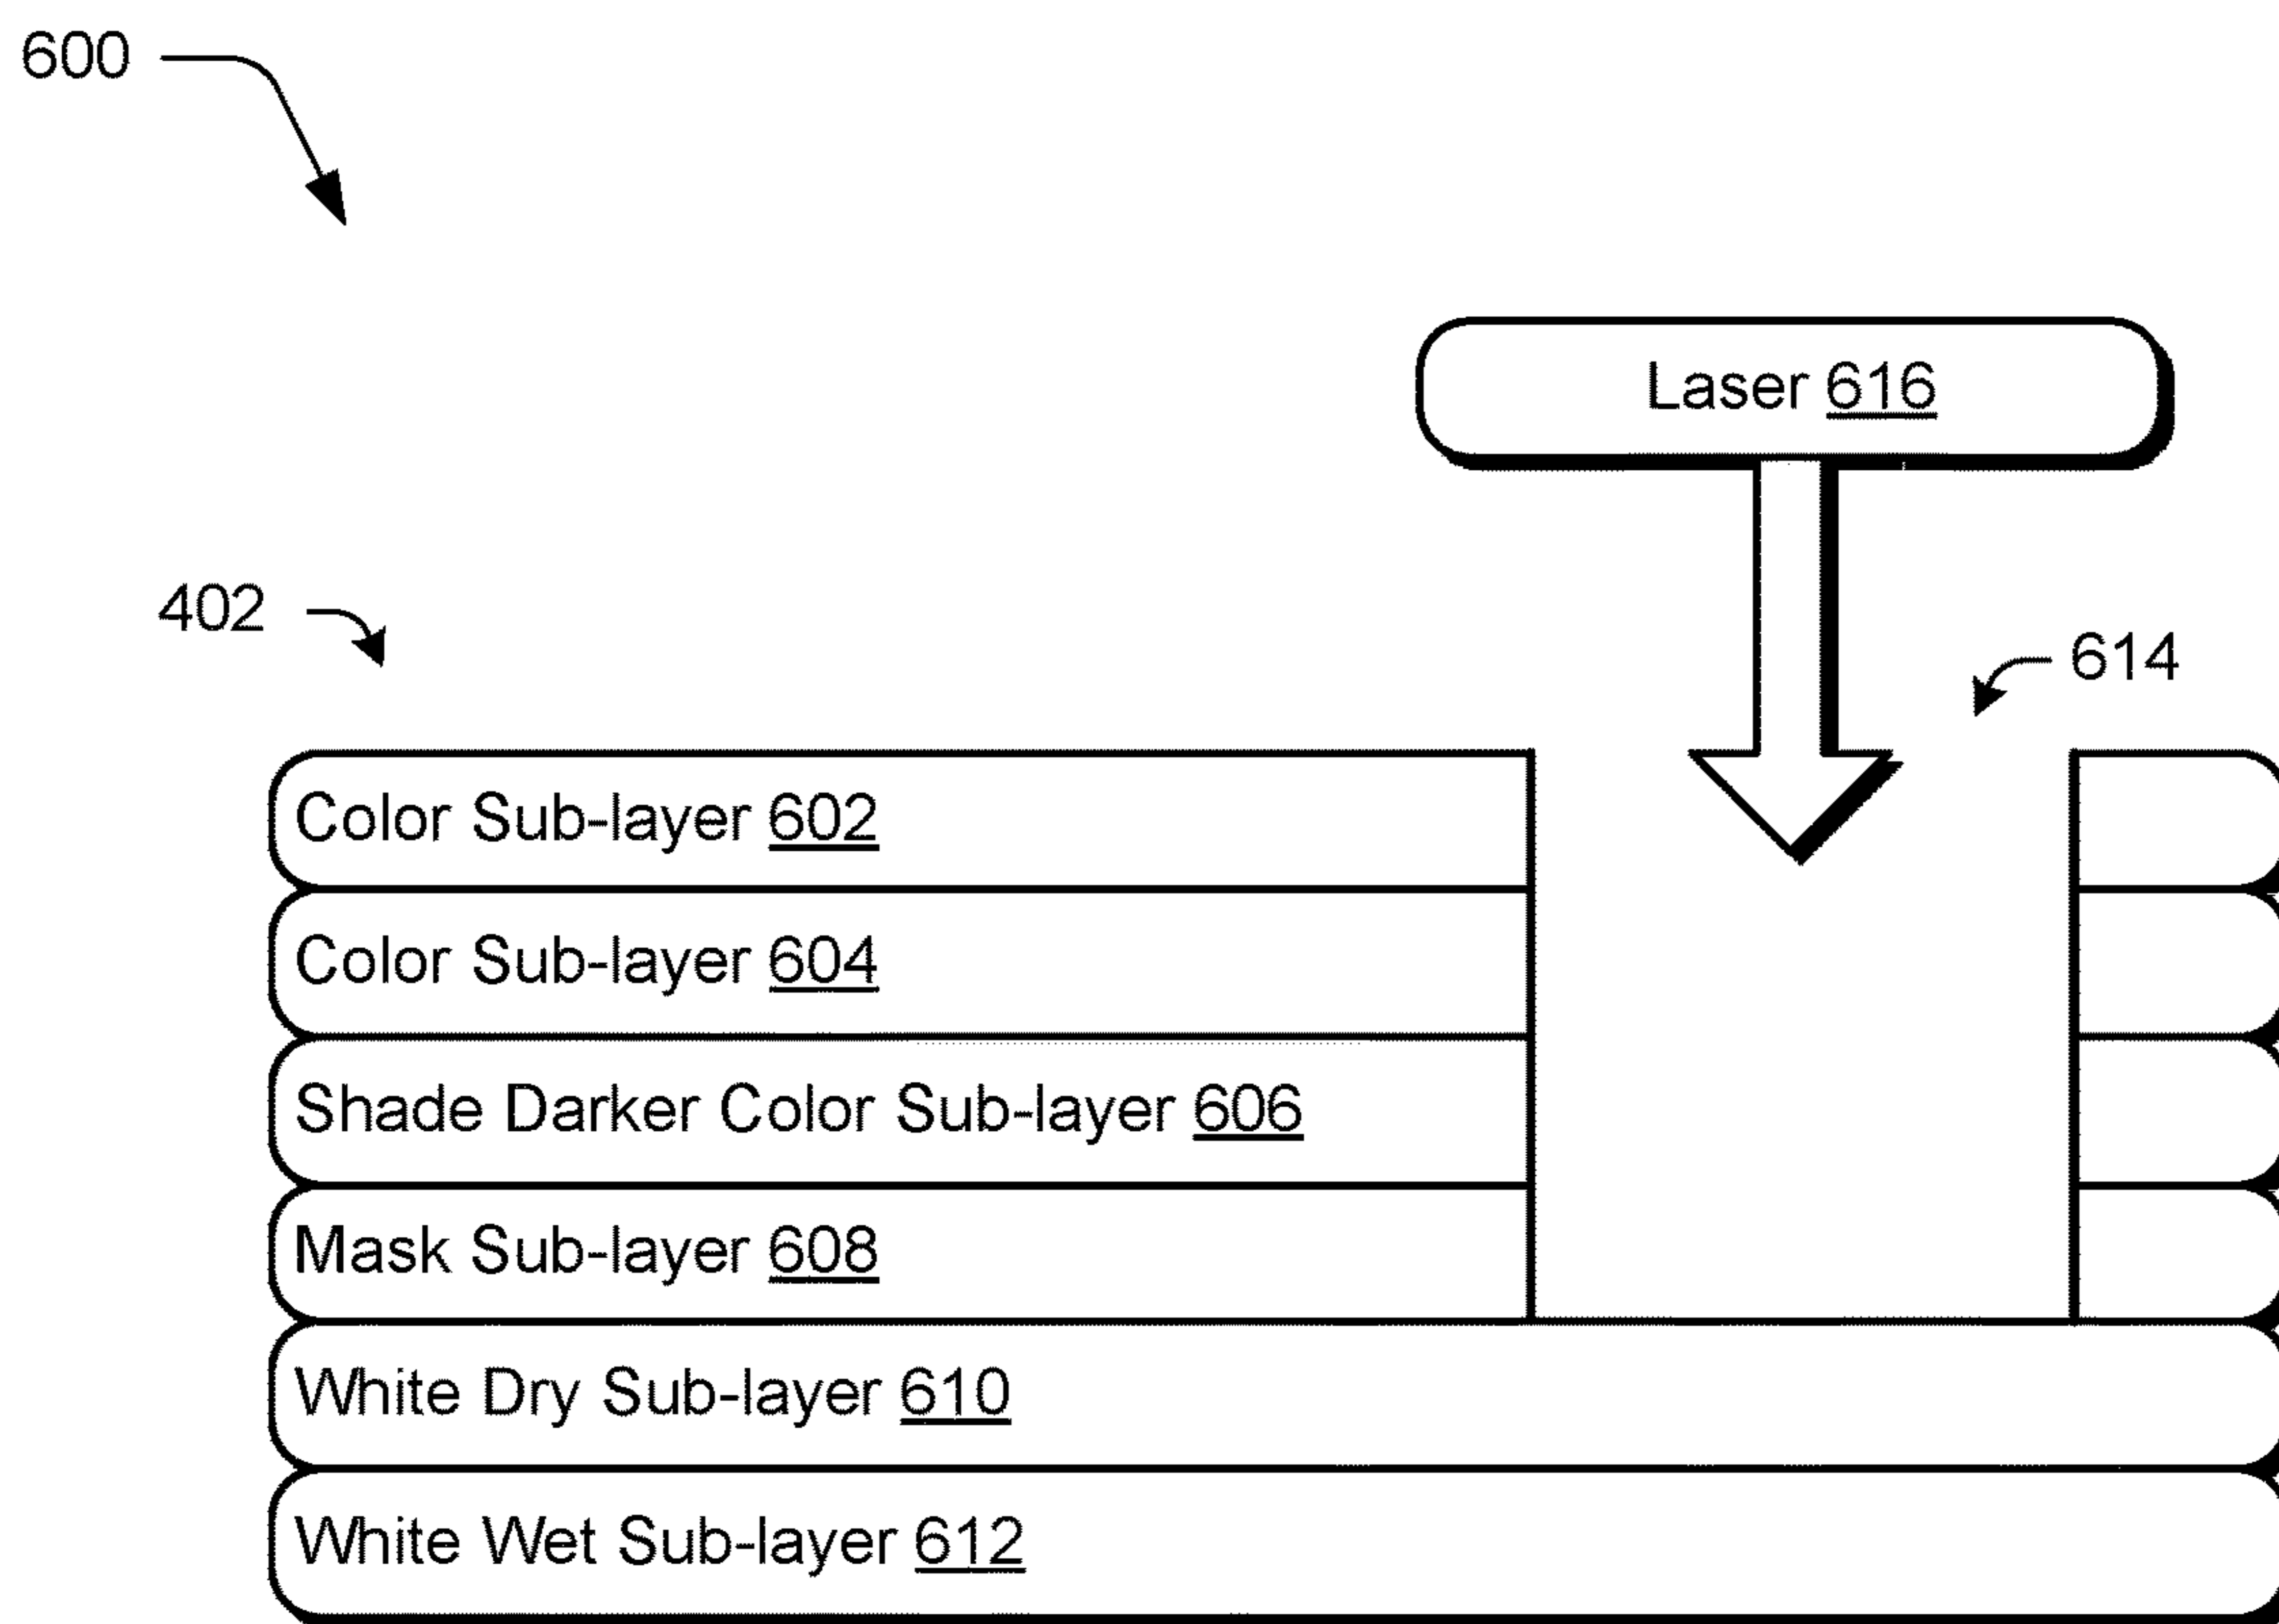 600
Laser 616
402
614
Color Sub-layer 602
Color Sub-layer 604
Shade Darker Color Sub-layer 606
Mask Sub-layer 608
White Dry Sub-layer 610
White Wet Sub-layer 612